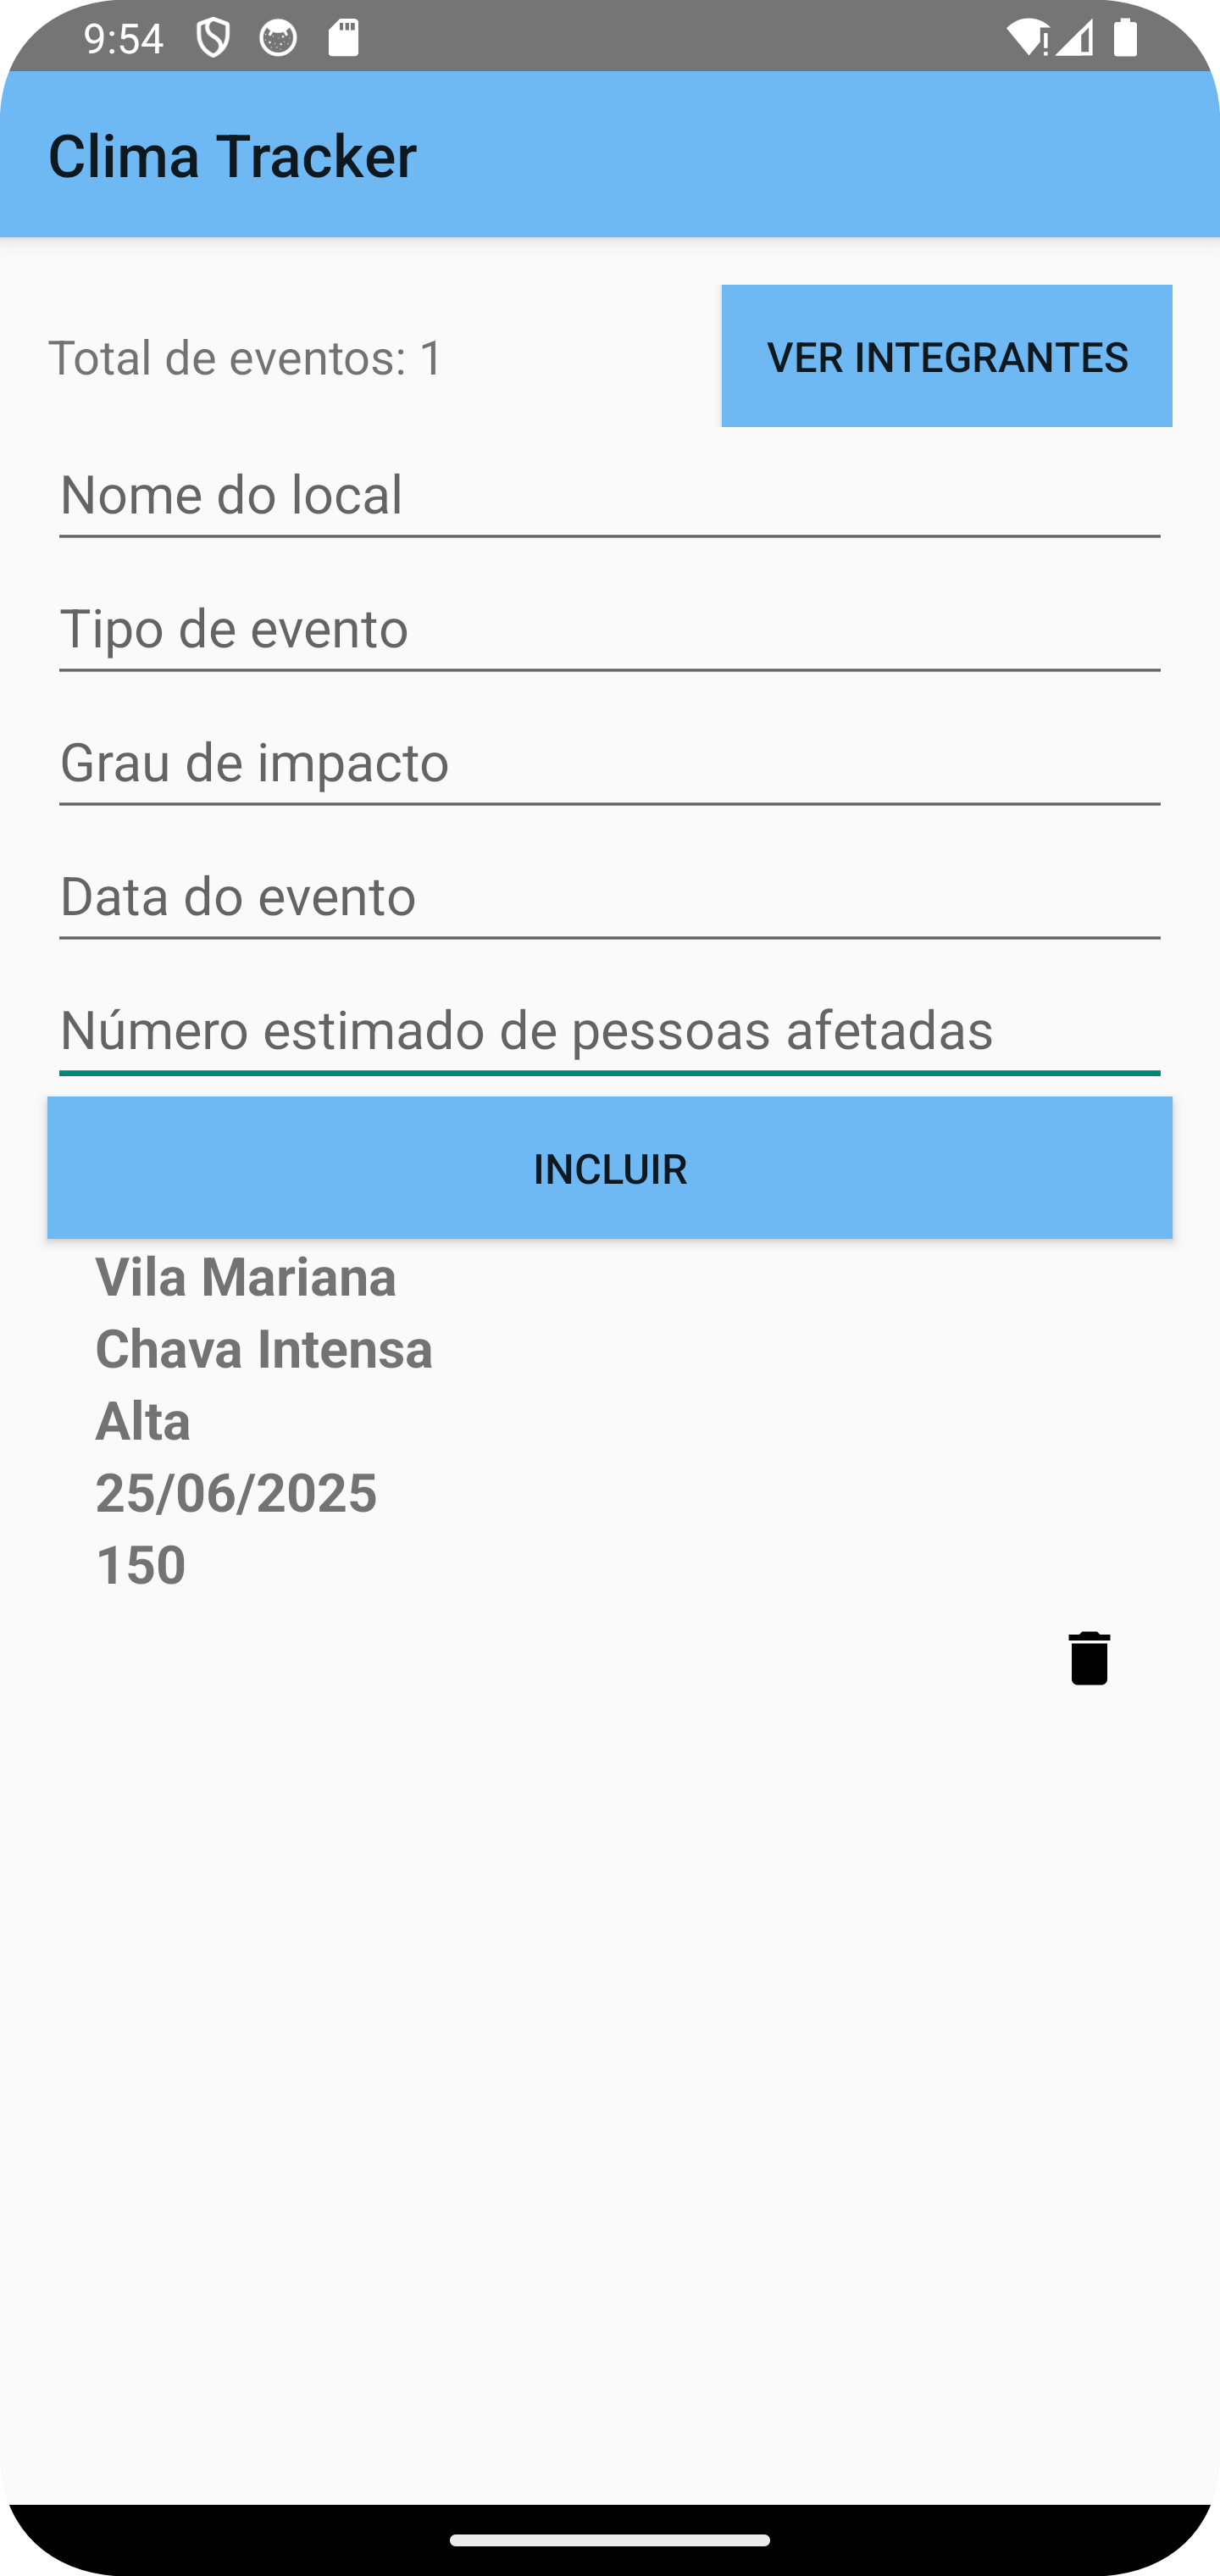 9:54
Clima Tracker
Total de eventos: 1
VER INTEGRANTES
Nome do local
Tipo de evento
Grau de impacto
Data do evento
Número estimado de pessoas afetadas
INCLUIR
Vila Mariana
Chava Intensa
Alta
25/06/2025
150